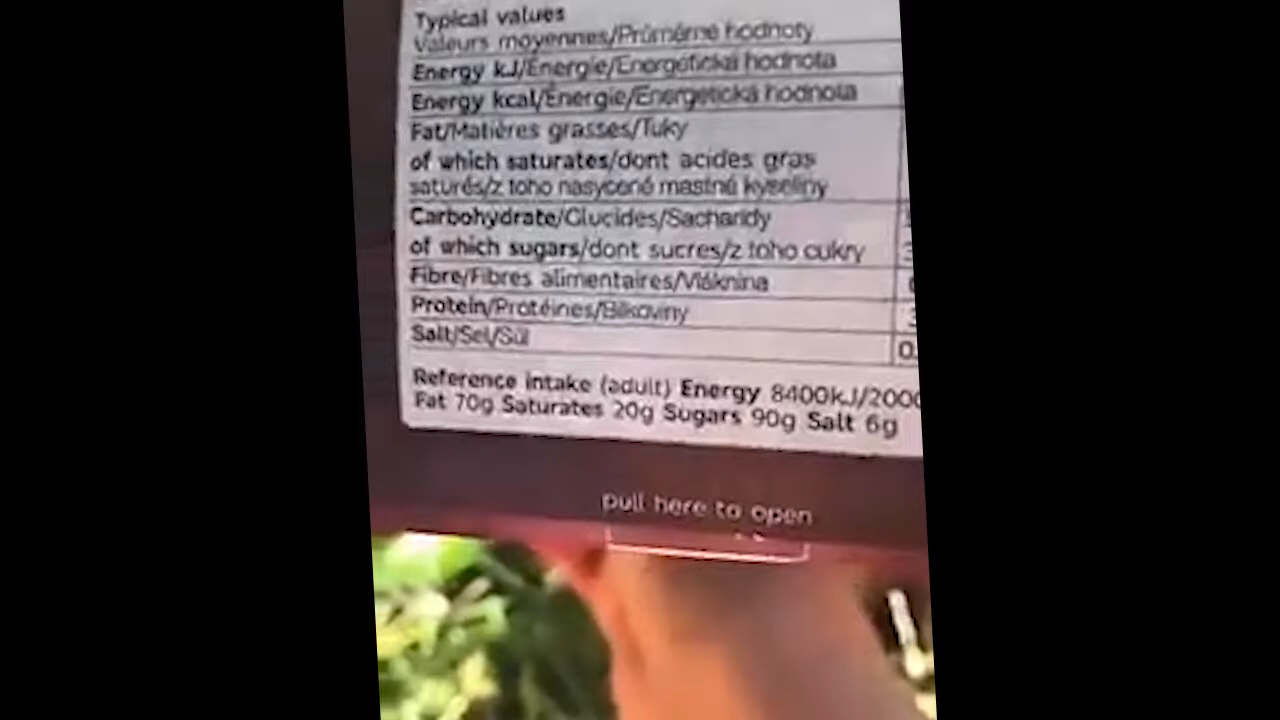 Typical values
Valeurs moyennes/Průměrné hodnoty
Energy kJ/Énergie/Energetická hodnota
Energy kcal/Énergie/Energetická hodnota
Fat/Matières grasses/Tuky
of which saturates/dont acides gras
saturés/z toho nasycené mastné kyseliny
Carbohydrate/Glucides/Sacharidy
of which sugars/dont sucres/z toho cukry
Fibre/Fibres alimentaires/Vláknina
Protein/Protéines/Bílkoviny
Salt/Sel/Sůl
0.
Reference intake (adult) Energy 8400kJ/2000
Fat 70g Saturates 20g Sugars 90g Salt 6g
pull here to open